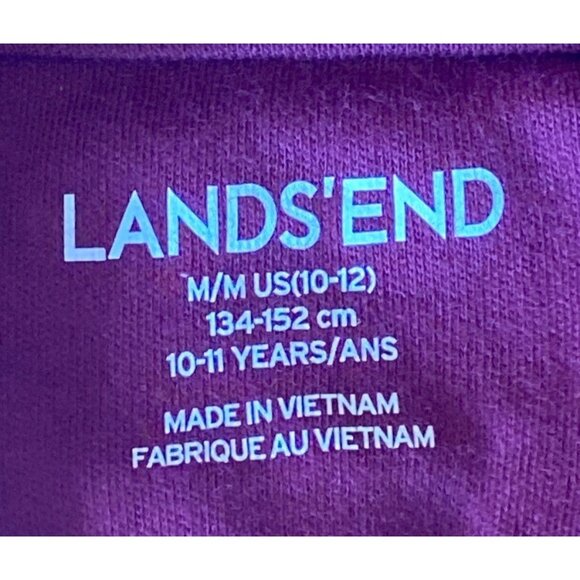 LANDS'END
M/M US(10-12)
134-152 cm
10-11 YEARS/ANS
MADE IN VIETNAM
FABRIQUE AU VIETNAM